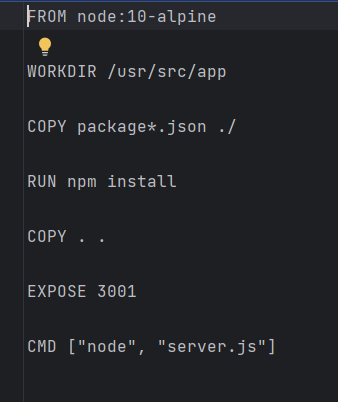 FROM node:10-alpine
WORKDIR /usr/src/app
COPY package*.json ./
RUN npm install
COPY . .
EXPOSE 3001
CMD ["node", "server.js"]